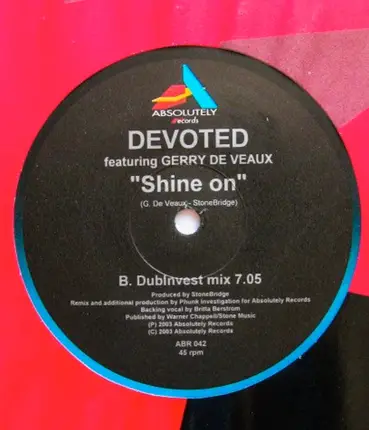 ABSOLUTELY
records
DEVOTED
featuring GERRY DE VEAUX
"Shine on"
(G. De Veaux - StoneBridge)
B. DubInvest mix 7.05
Produced by StoneBridge
Remix and additional production by Phunk Investigation for Absolutely Records
Backing vocal by Britta Berstrom
Published by Warner Chappell/Stone Music
(P) 2003 Absolutely Records
(C) 2003 Absolutely Records
ABR 042
45 rpm